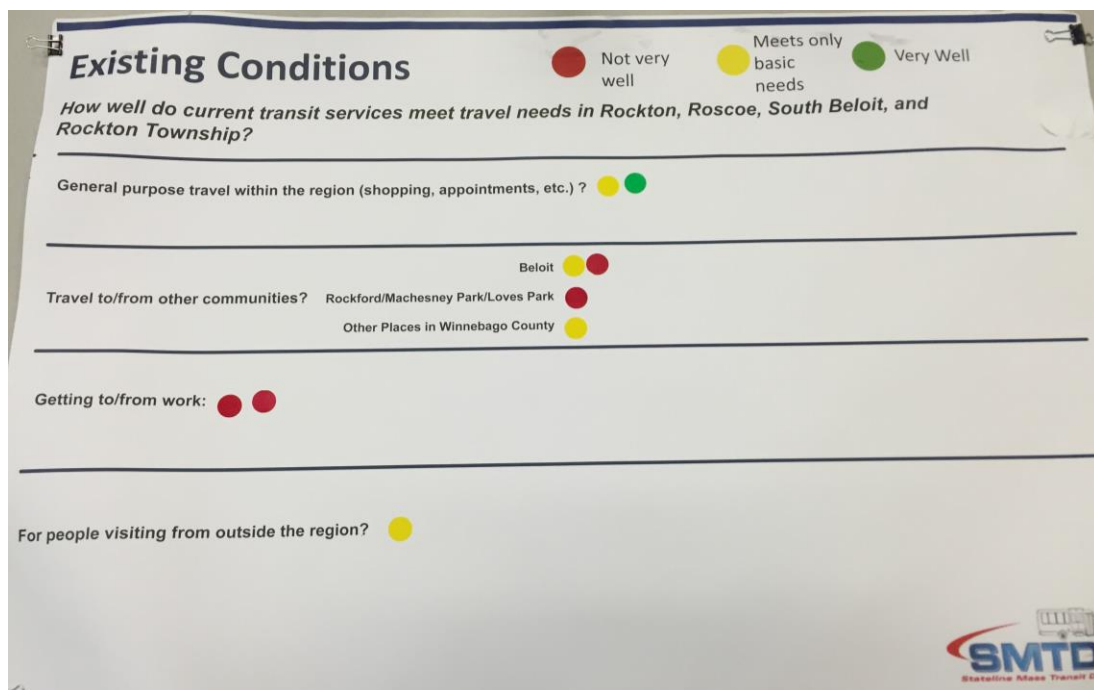 Existing Conditions
Not very
well
Meets only
basic
needs
Very Well
How well do current transit services meet travel needs in Rockton, Roscoe, South Beloit, and
Rockton Township?
General purpose travel within the region (shopping, appointments, etc.) ?
Beloit
Travel to/from other communities? Rockford/Machesney Park/Loves Park
Other Places in Winnebago County
Getting to/from work:
For people visiting from outside the region?
SMTD
Stateline Mass Transit